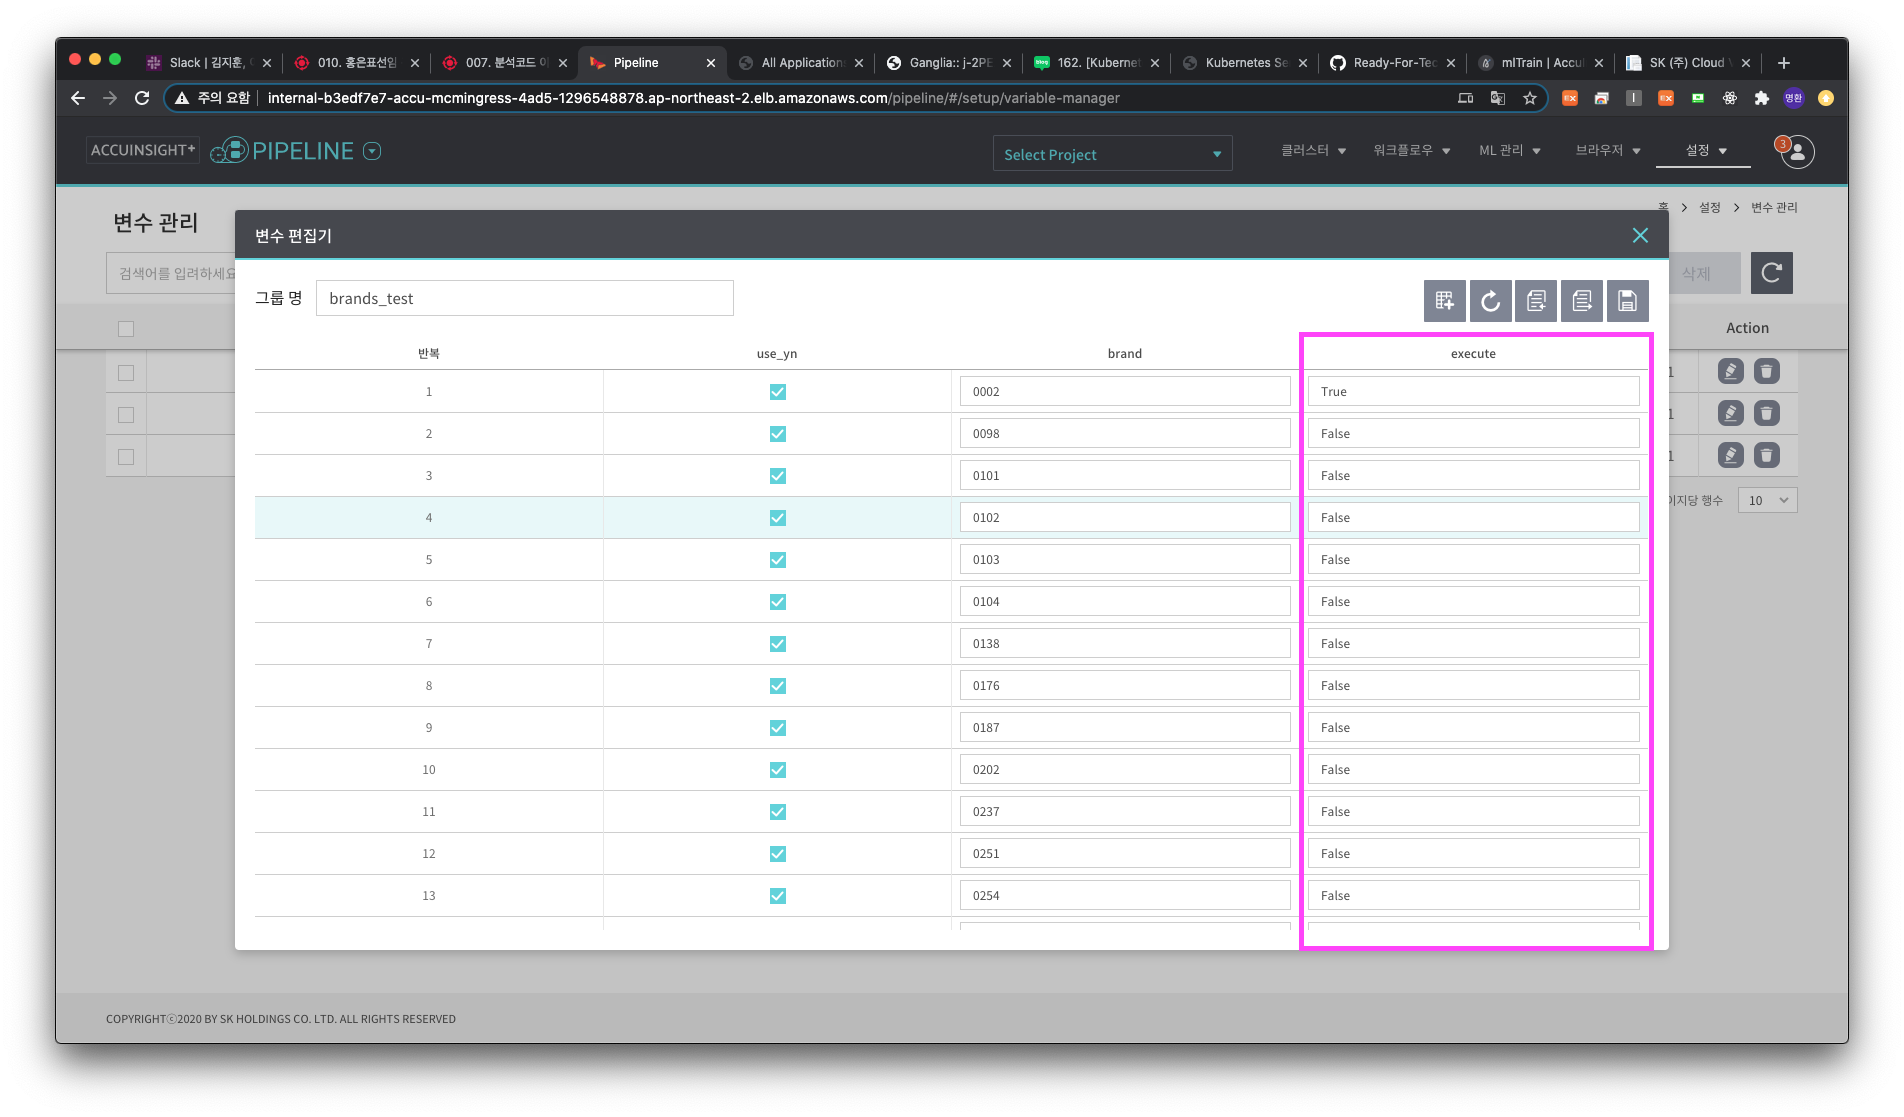 Slack | 김지훈,
010. 홍은표선임
007. 분석코드 이
Pipeline
All Applications
Ganglia:: j-2PE
162. [Kubernet
Kubernetes Se
Ready-For-Tec
mlTrain | Accu
SK (주) Cloud
주의 요함 internal-b3edf7e7-accu-mcmingress-4ad5-1296548878.ap-northeast-2.elb.amazonaws.com/pipeline/#/setup/variable-manager
EX I EX 명환
ACCUINSIGHT+ PIPELINE Select Project 클러스터 워크플로우 ML 관리 브라우저 설정 3
변수 관리 홈 > 설정 > 변수 관리
변수 편집기
검색어를 입력하세요 삭제
그룹 명 brands_test
Action
반복 use_yn brand execute
1 0002 True
2 0098 False
3 0101 False
4 0102 False
5 0103 False
6 0104 False
7 0138 False
8 0176 False
9 0187 False
10 0202 False
11 0237 False
12 0251 False
13 0254 False
1
1
1
이지당 행수 10
COPYRIGHTⓒ2020 BY SK HOLDINGS CO. LTD. ALL RIGHTS RESERVED